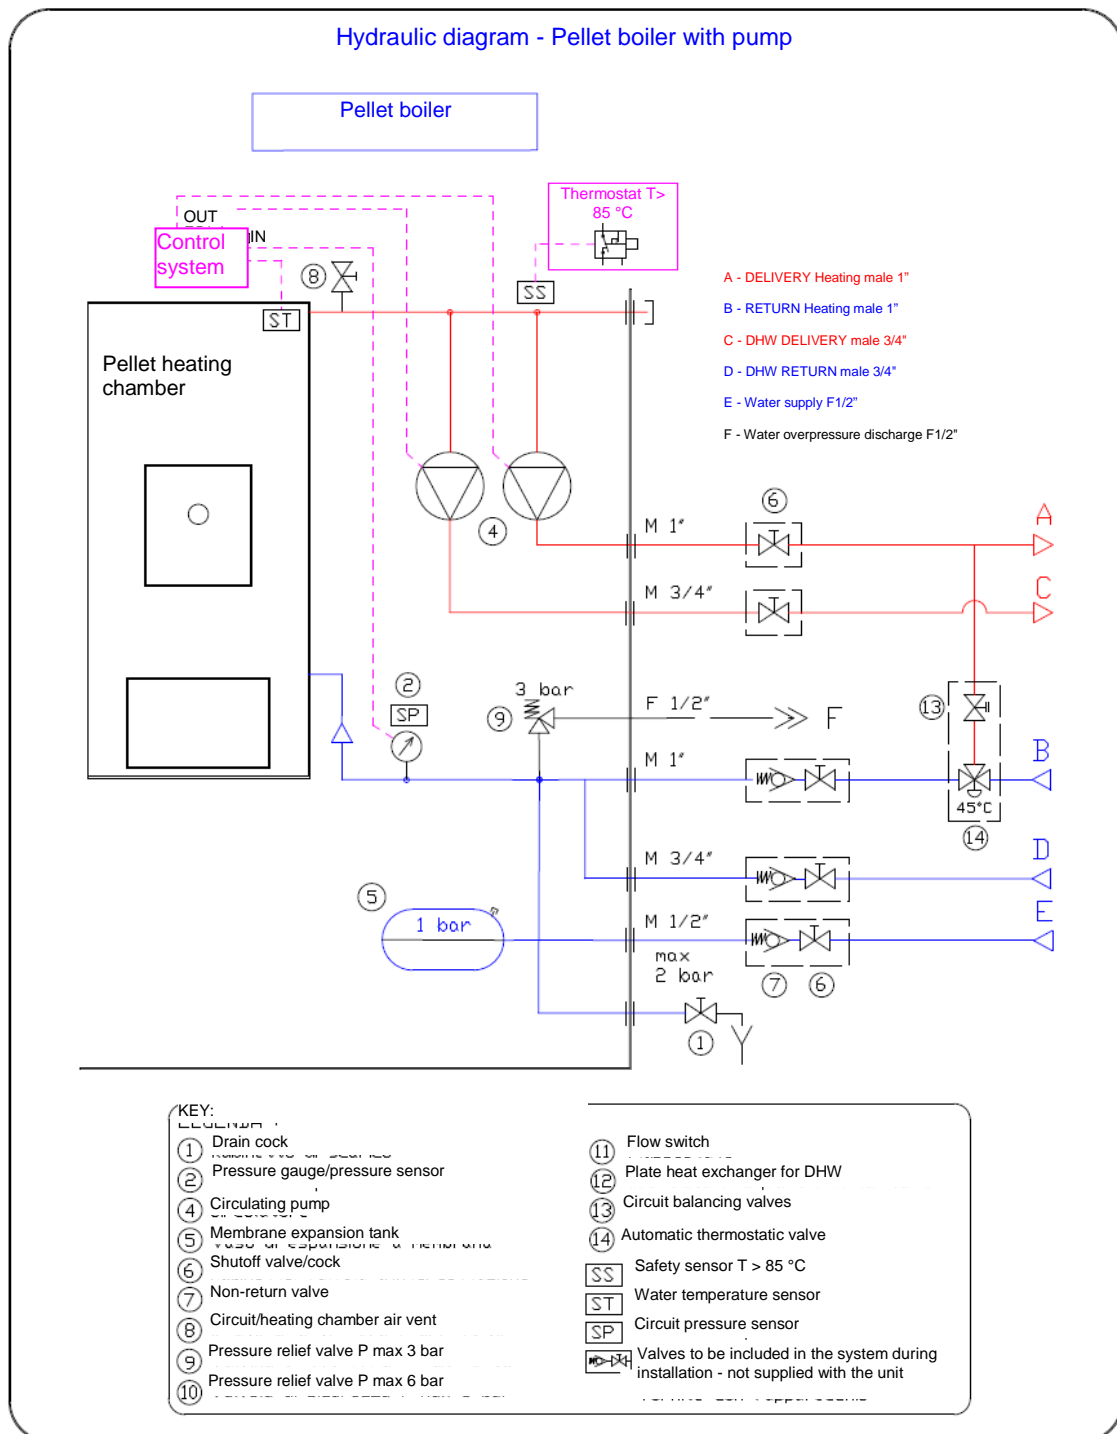 Hydraulic diagram - Pellet boiler with pump
Pellet boiler
Thermostat T>
85 °C
OUT
IN
Control
system
8
SS
ST
A - DELIVERY Heating male 1”
B - RETURN Heating male 1"
C - DHW DELIVERY male 3/4"
D - DHW RETURN male 3/4"
E - Water supply F1/2”
F - Water overpressure discharge F1/2"
Pellet heating
chamber
4
M 1"
6
A
M 3/4"
C
2
SP
3 bar
9
F 1/2"
F
13
M 1"
B
45°C
14
M 3/4"
D
5
1 bar
M 1/2"
E
max
2 bar
7
6
1
KEY:
LEGENDA :
1 Drain cock
2 Pressure gauge/pressure sensor
4 Circulating pump
5 Membrane expansion tank
Vaso di espansione a membrana
6 Shutoff valve/cock
7 Non-return valve
8 Circuit/heating chamber air vent
9 Pressure relief valve P max 3 bar
10 Pressure relief valve P max 6 bar
11 Flow switch
12 Plate heat exchanger for DHW
13 Circuit balancing valves
14 Automatic thermostatic valve
SS Safety sensor T > 85 °C
ST Water temperature sensor
SP Circuit pressure sensor
Valves to be included in the system during
installation - not supplied with the unit